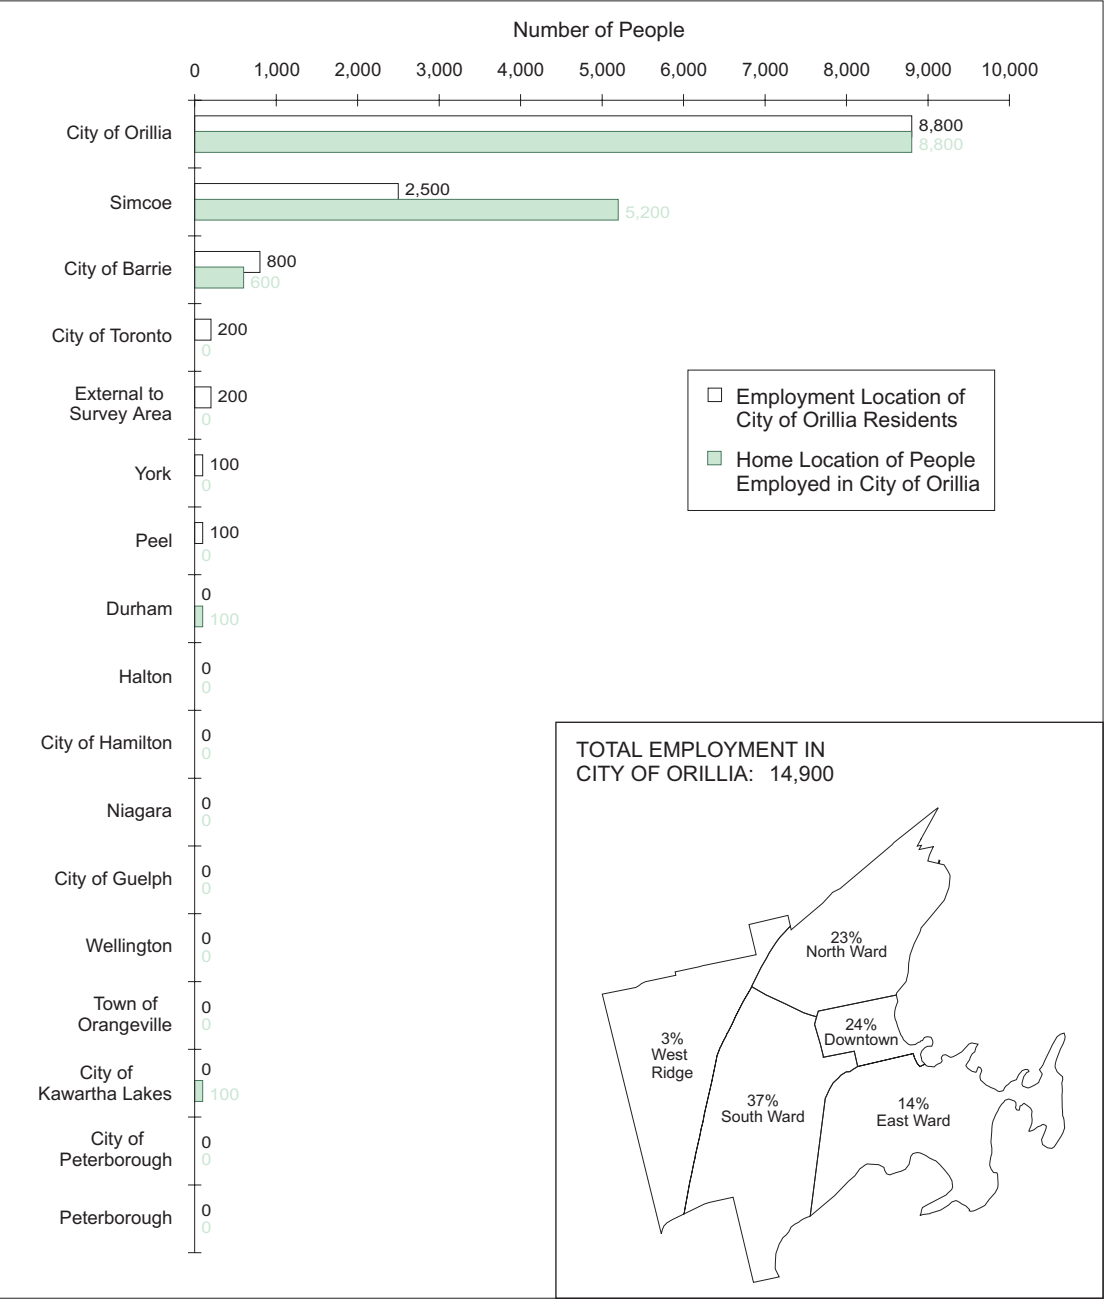 Number of People
0 1,000 2,000 3,000 4,000 5,000 6,000 7,000 8,000 9,000 10,000
City of Orillia
8,800
8,800
Simcoe
2,500
5,200
City of Barrie
800
600
City of Toronto
200
0
External to
Survey Area
200
0
York
100
0
Peel
100
0
Durham
0
100
Halton
0
0
City of Hamilton
0
0
Niagara
0
0
City of Guelph
0
0
Wellington
0
0
Town of
Orangeville
0
0
City of
Kawartha Lakes
0
100
City of
Peterborough
0
0
Peterborough
0
0
Employment Location of
City of Orillia Residents
Home Location of People
Employed in City of Orillia
TOTAL EMPLOYMENT IN
CITY OF ORILLIA: 14,900
23%
North Ward
24%
Downtown
3%
West
Ridge
37%
South Ward
14%
East Ward